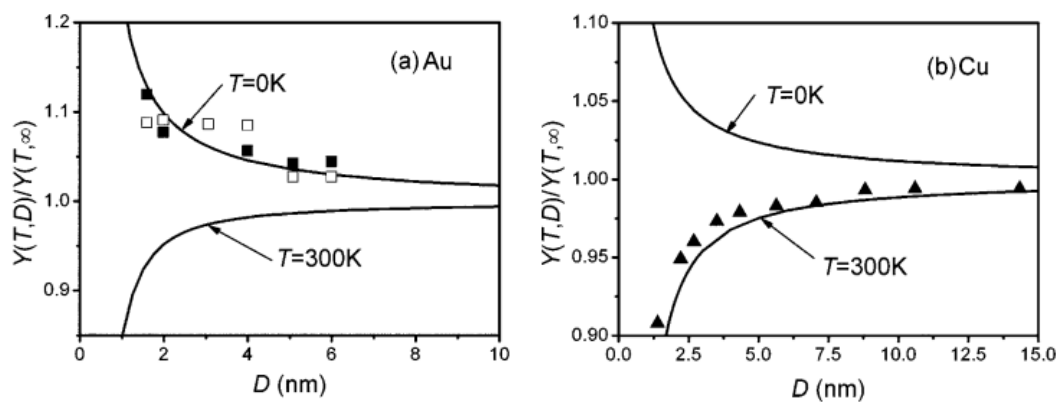 1.2
1.1
1.0
0.9
Y(T,D)/Y(T,∞)
(a) Au
T=0K
T=300K
0 2 4 6 8 10
D (nm)
1.10
1.05
1.00
0.95
0.90
Y(T,D)/Y(T,∞)
(b) Cu
T=0K
T=300K
0.0 2.5 5.0 7.5 10.0 12.5 15.0
D (nm)